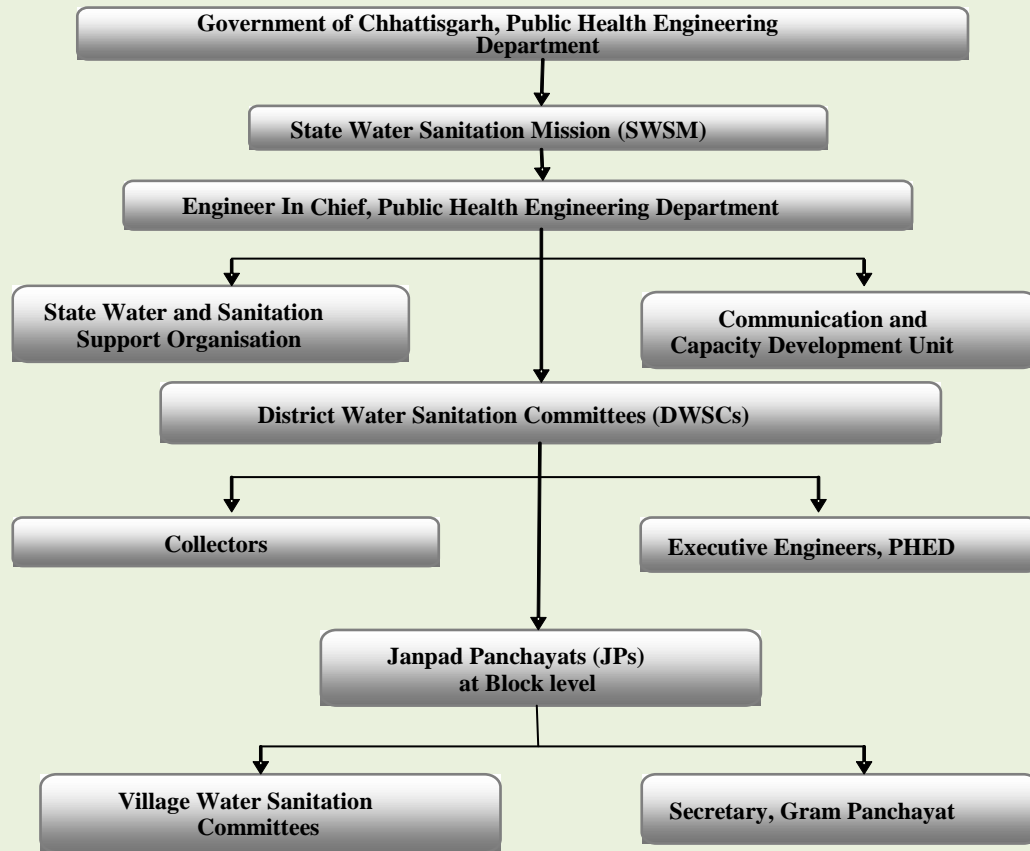 Government of Chhattisgarh, Public Health Engineering
Department
State Water Sanitation Mission (SWSM)
Engineer In Chief, Public Health Engineering Department
State Water and Sanitation
Support Organisation
Communication and
Capacity Development Unit
District Water Sanitation Committees (DWSCs)
Collectors
Executive Engineers, PHED
Janpad Panchayats (JPs)
at Block level
Village Water Sanitation
Committees
Secretary, Gram Panchayat